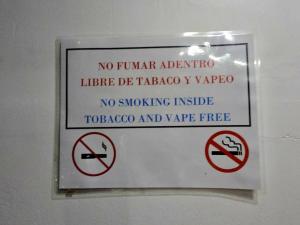 NO FUMAR ADENTRO
LIBRE DE TABACO Y VAPEO
NO SMOKING INSIDE
TOBACCO AND VAPE FREE